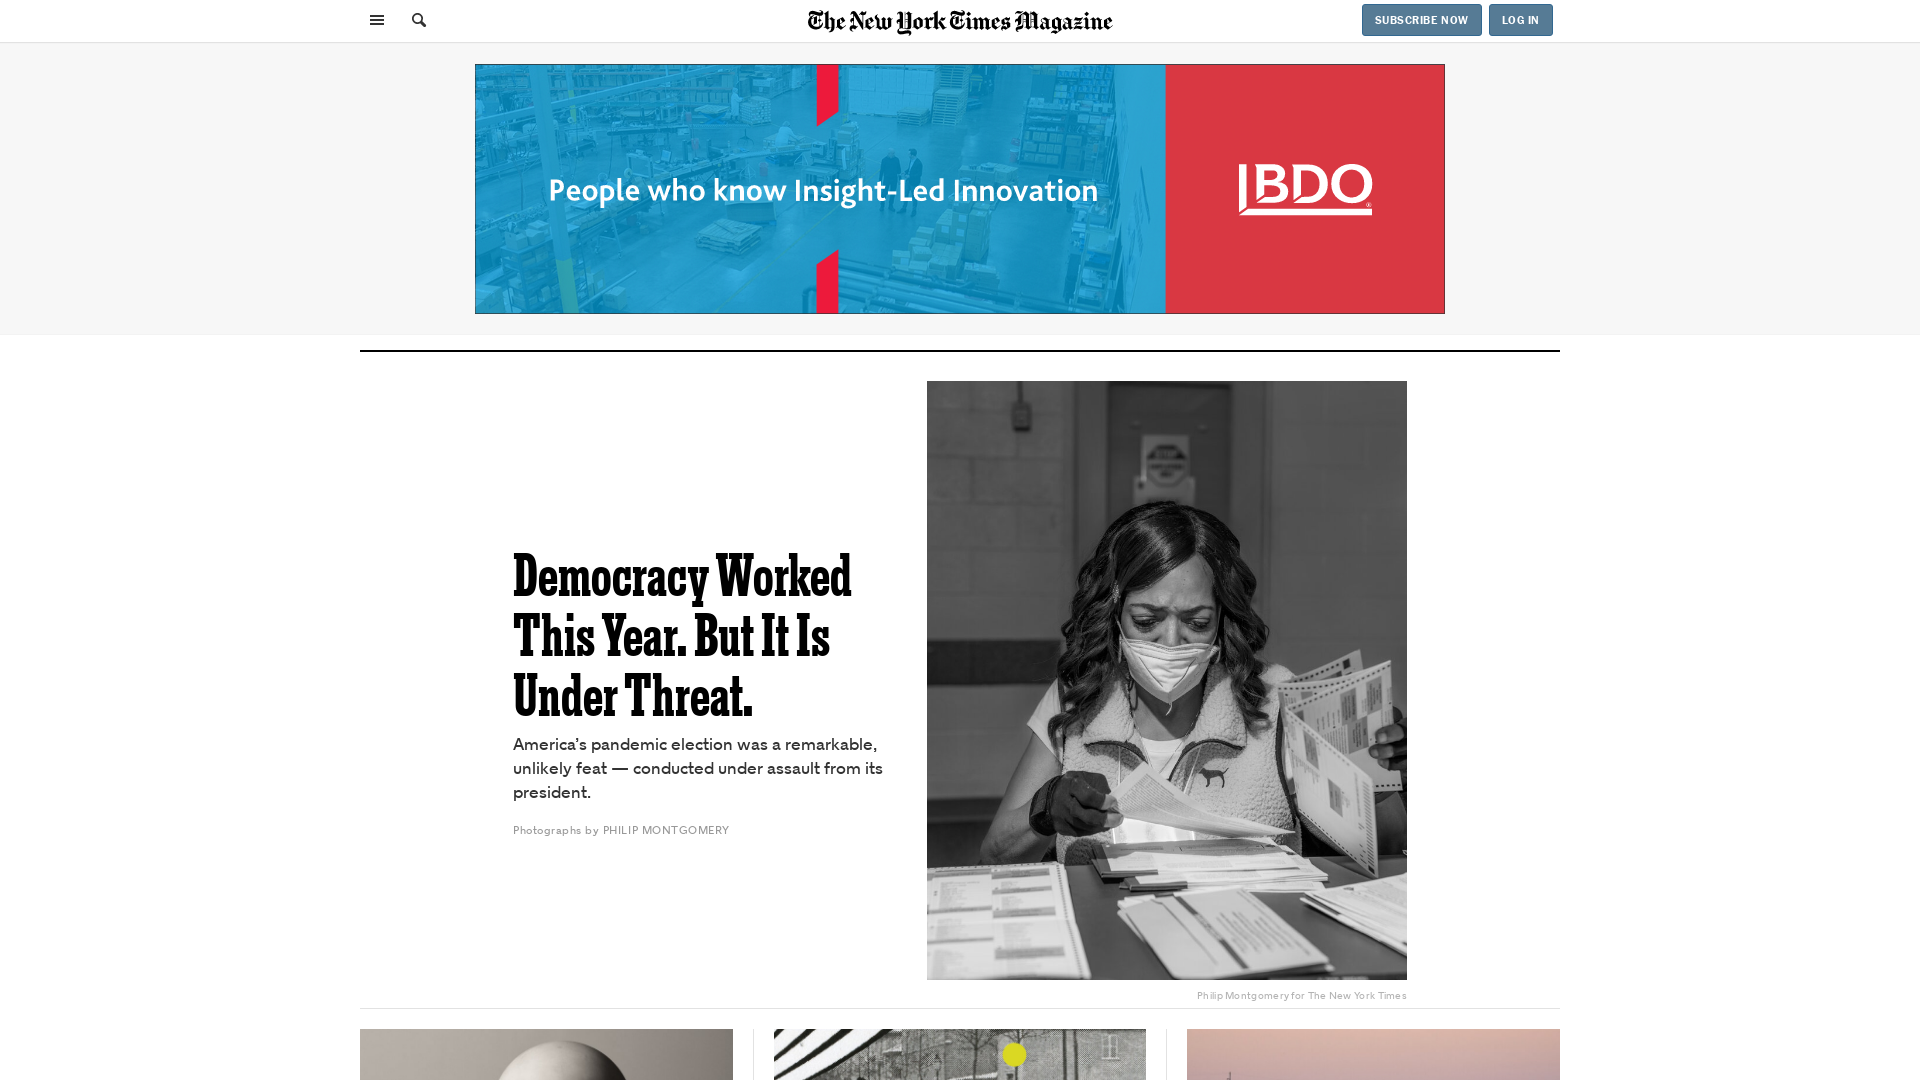 The New York Times Magazine
SUBSCRIBE NOW
LOG IN
People who know Insight-Led Innovation
BDO
Democracy Worked
This Year. But It Is
Under Threat.
America’s pandemic election was a remarkable,
unlikely feat — conducted under assault from its
president.
Photographs by PHILIP MONTGOMERY
STOP
Philip Montgomery for The New York Times